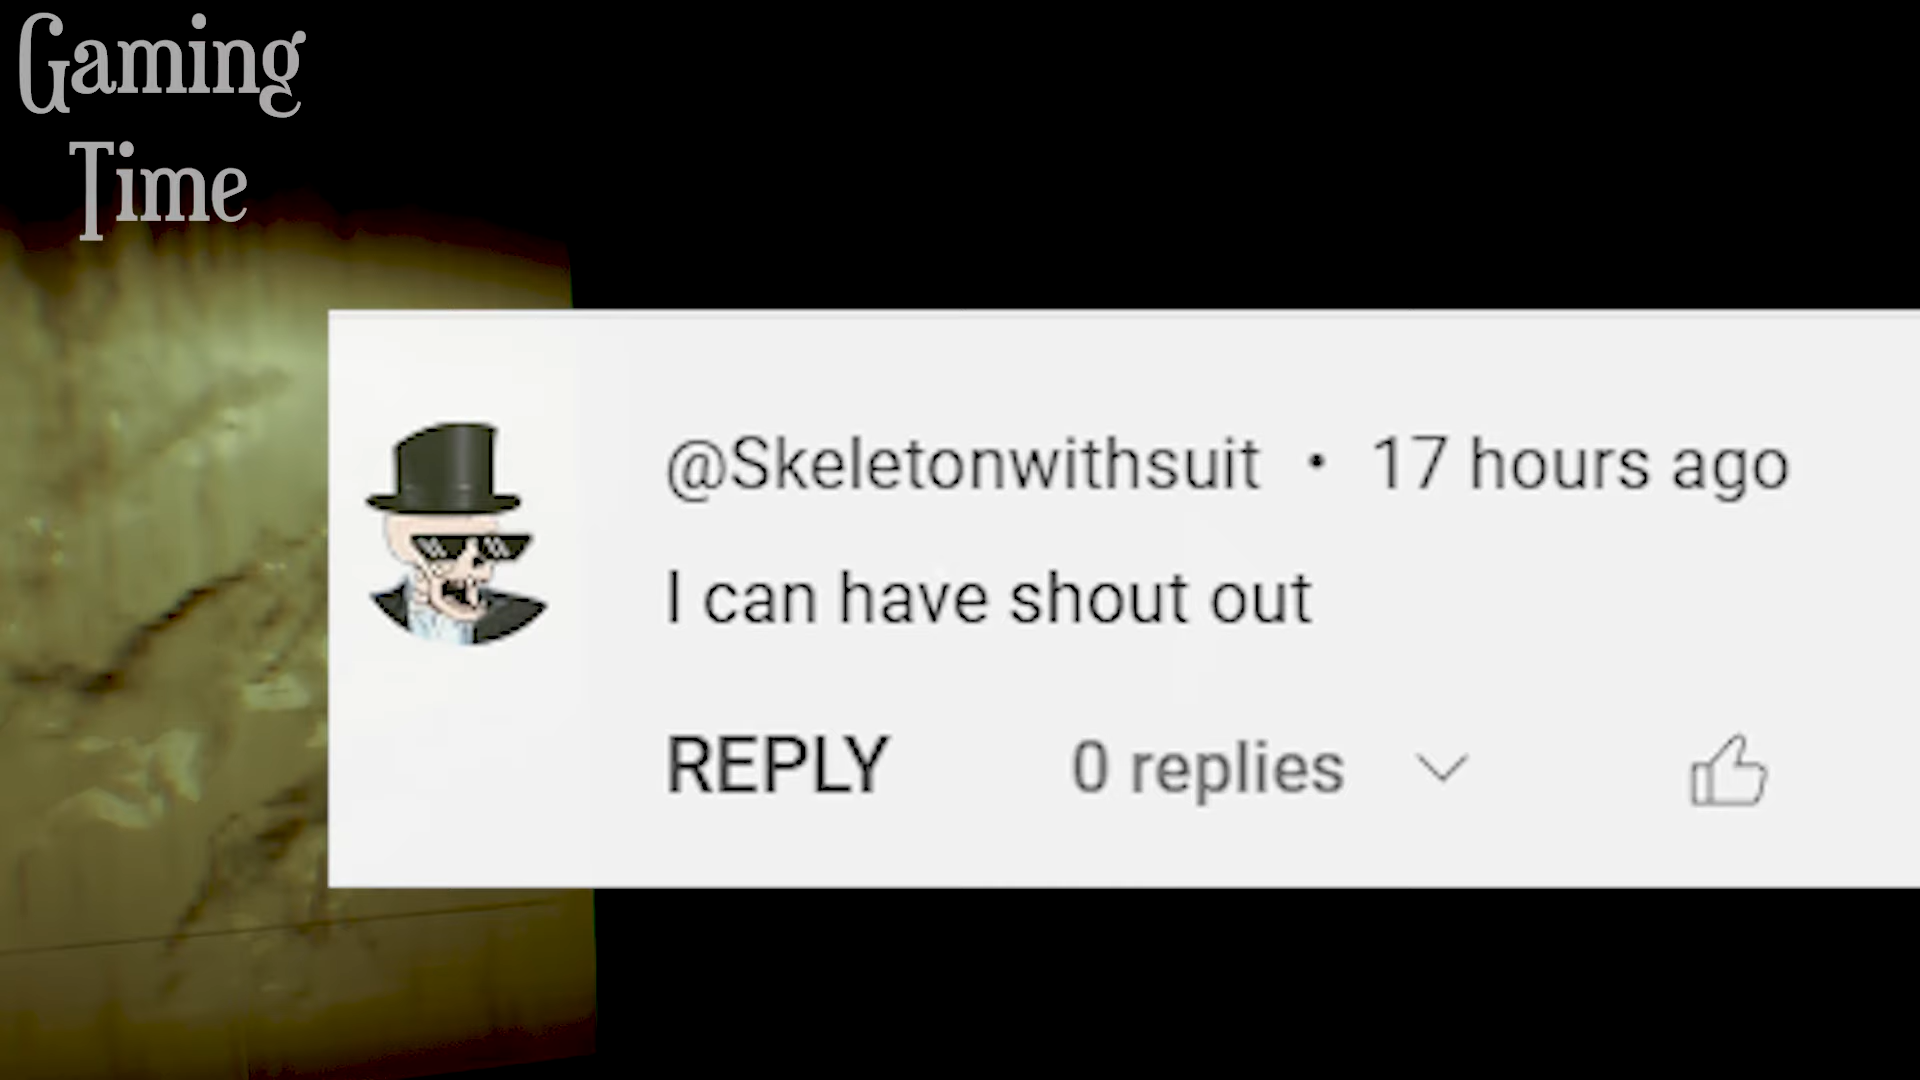 Gaming
Time
@Skeletonwithsuit • 17 hours ago
I can have shout out
REPLY 0 replies